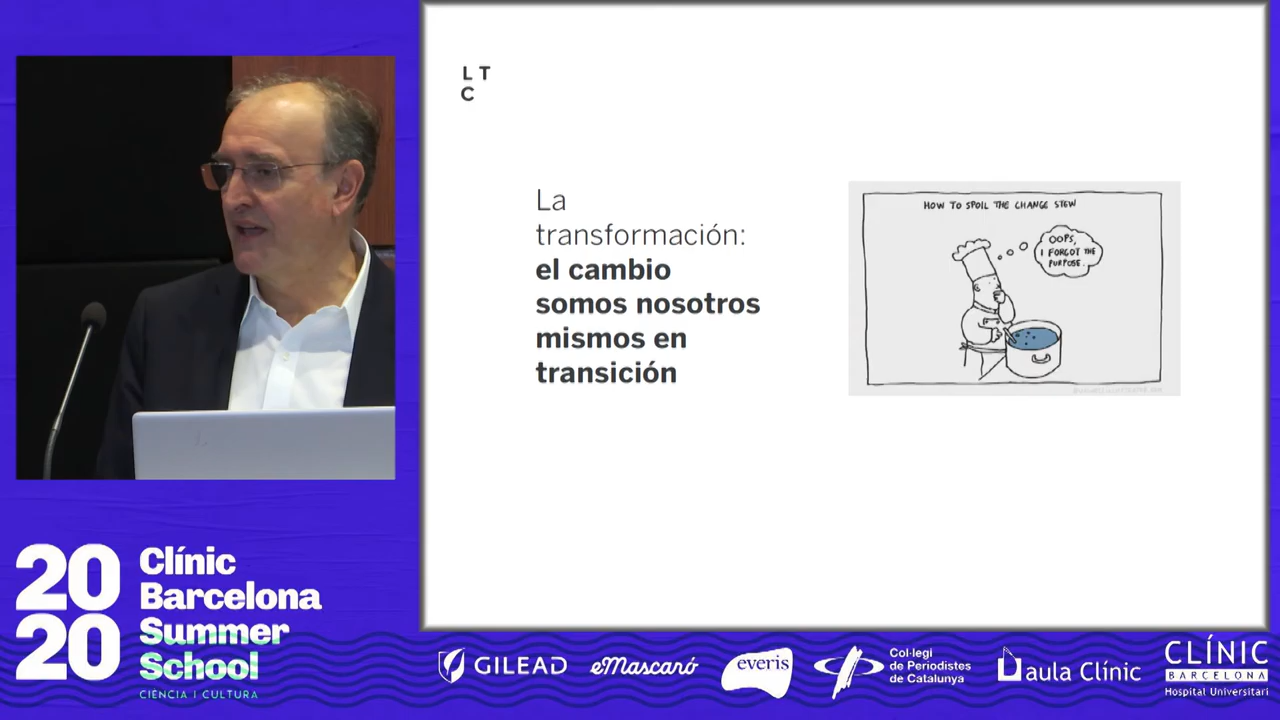 L T
C
La
transformación:
el cambio
somos nosotros
mismos en
transición
HOW TO SPOIL THE CHANGE STEW
OOPS,
I FORGOT THE
PURPOSE.
20
20
Clínic
Barcelona
Summer
School
CIÈNCIA I CULTURA
GILEAD
eMascaró
everis
Col·legi
de Periodistes
de Catalunya
aula Clínic
CLÍNIC
BARCELONA
Hospital Universitari